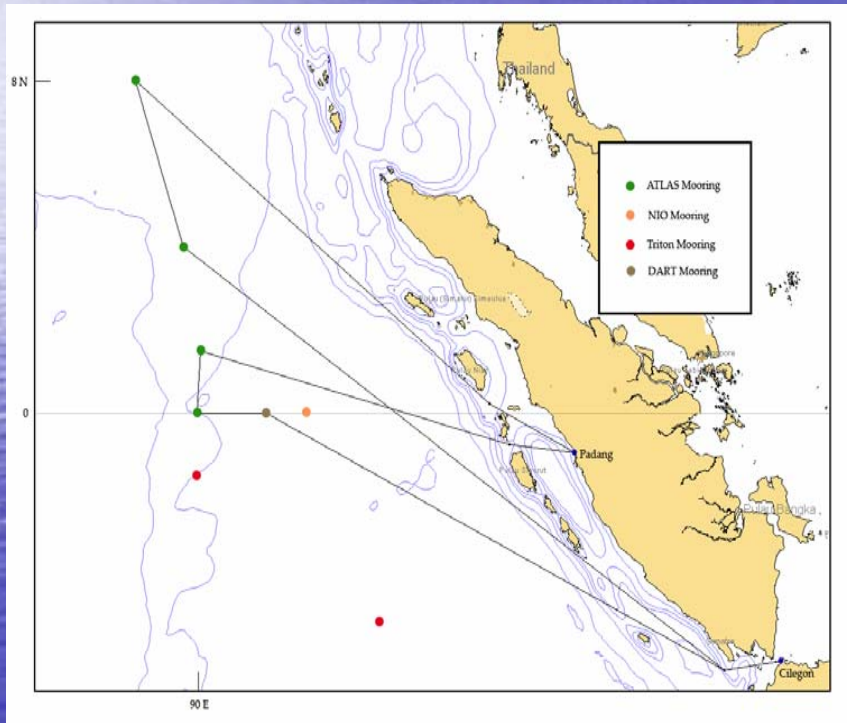 8 N
Thailand
ATLAS Mooring
NIO Mooring
Triton Mooring
DART Mooring
0
Padang
Pulau Bangka
Cilegon
90 E